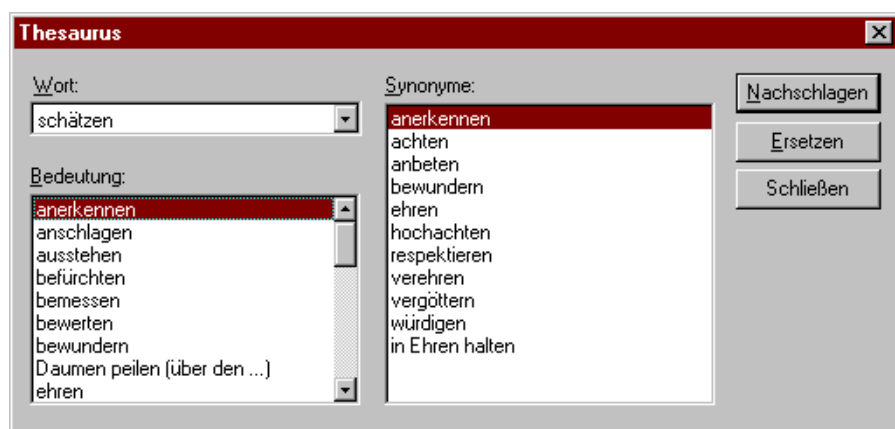 Thesaurus
Wort:
schätzen
Bedeutung:
anerkennen
anschlagen
ausstehen
befürchten
bemessen
bewerten
bewundern
Daumen peilen (über den ...)
ehren
Synonyme:
anerkennen
achten
anbeten
bewundern
ehren
hochachten
respektieren
verehren
vergöttern
würdigen
in Ehren halten
Nachschlagen
Ersetzen
Schließen